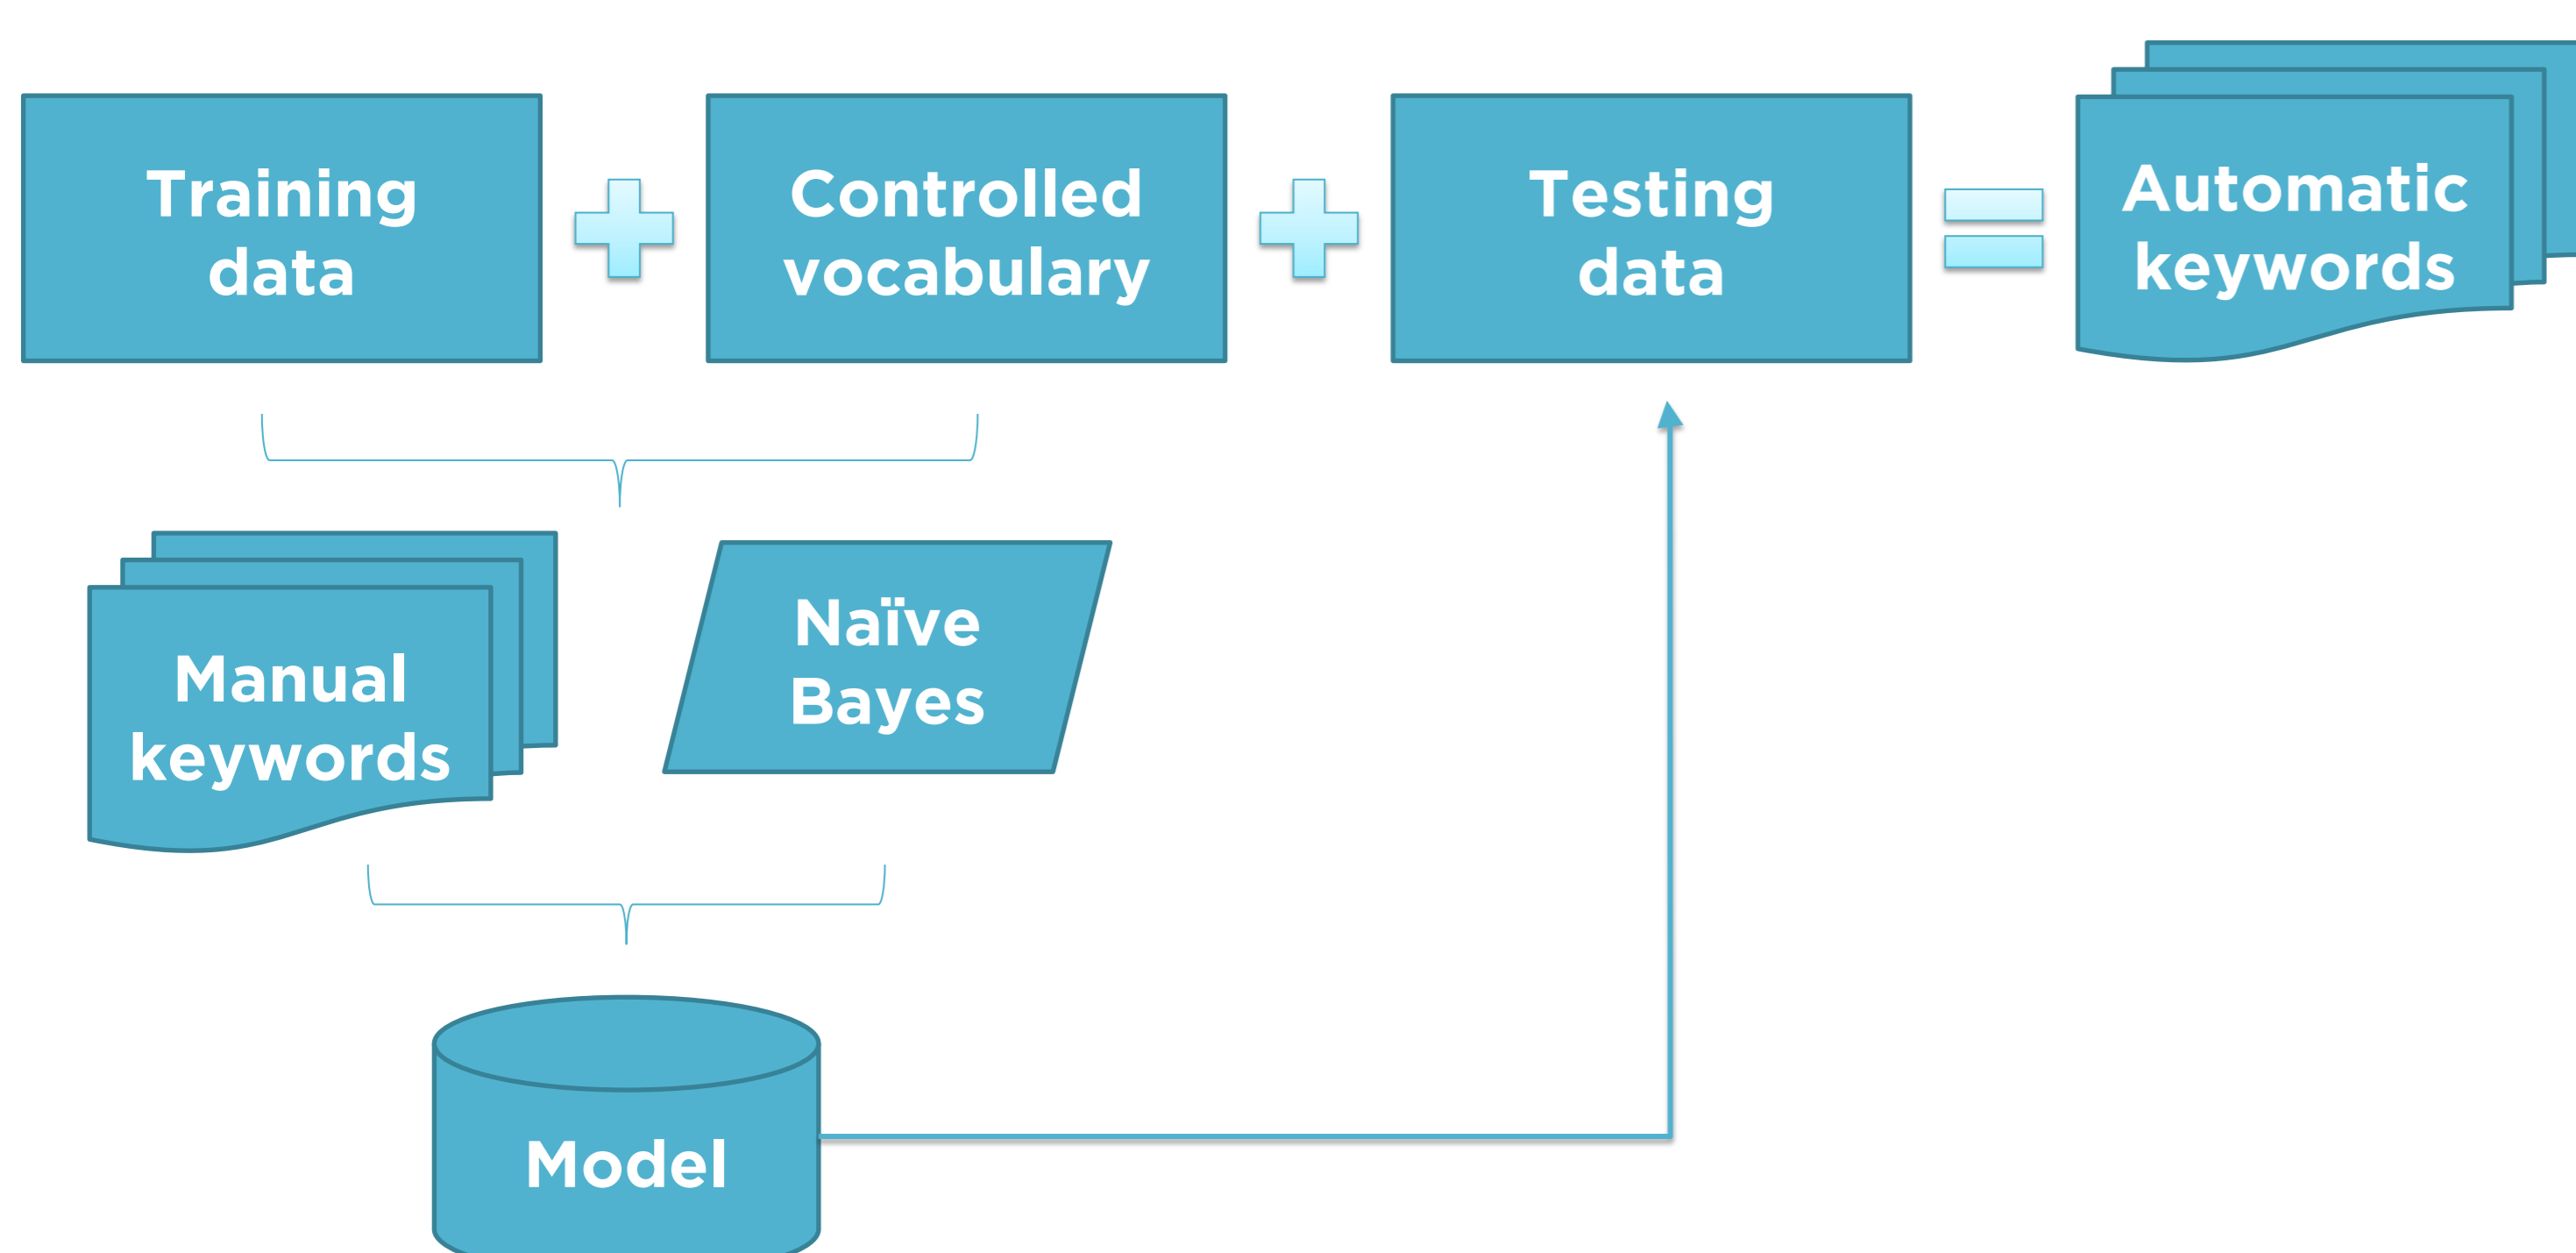 Training
data
Controlled
vocabulary
Testing
data
Automatic
keywords
Manual
keywords
Naïve
Bayes
Model